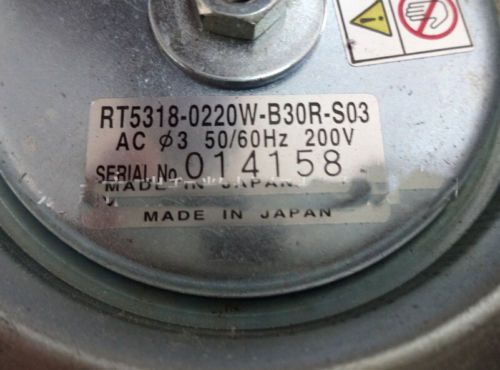 RT5318-0220W-B30R-S03
AC φ3 50/60Hz 200V
SERIAL No. 014158
MADE IN JAPAN
MADE IN JAPAN